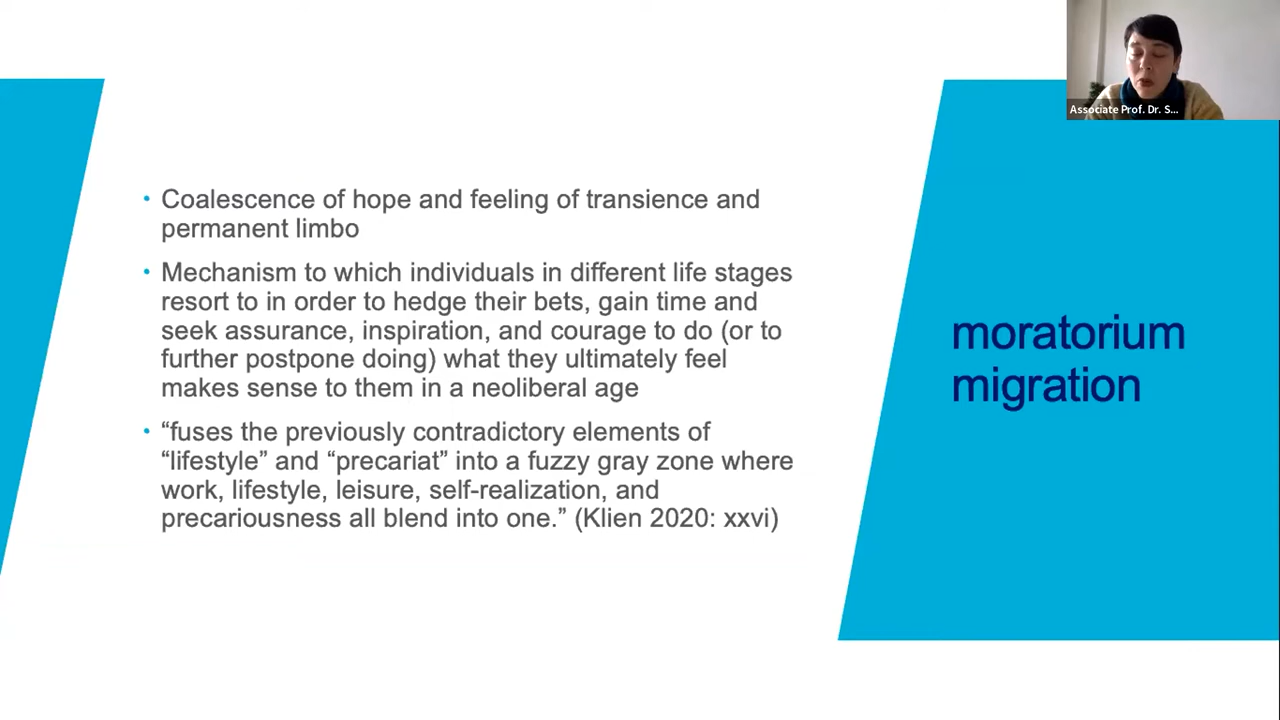 Associate Prof. Dr. S...
• Coalescence of hope and feeling of transience and
permanent limbo
• Mechanism to which individuals in different life stages
resort to in order to hedge their bets, gain time and
seek assurance, inspiration, and courage to do (or to
further postpone doing) what they ultimately feel
makes sense to them in a neoliberal age
• “fuses the previously contradictory elements of
“lifestyle” and “precariat” into a fuzzy gray zone where
work, lifestyle, leisure, self-realization, and
precariousness all blend into one.” (Klien 2020: xxvi)
moratorium
migration